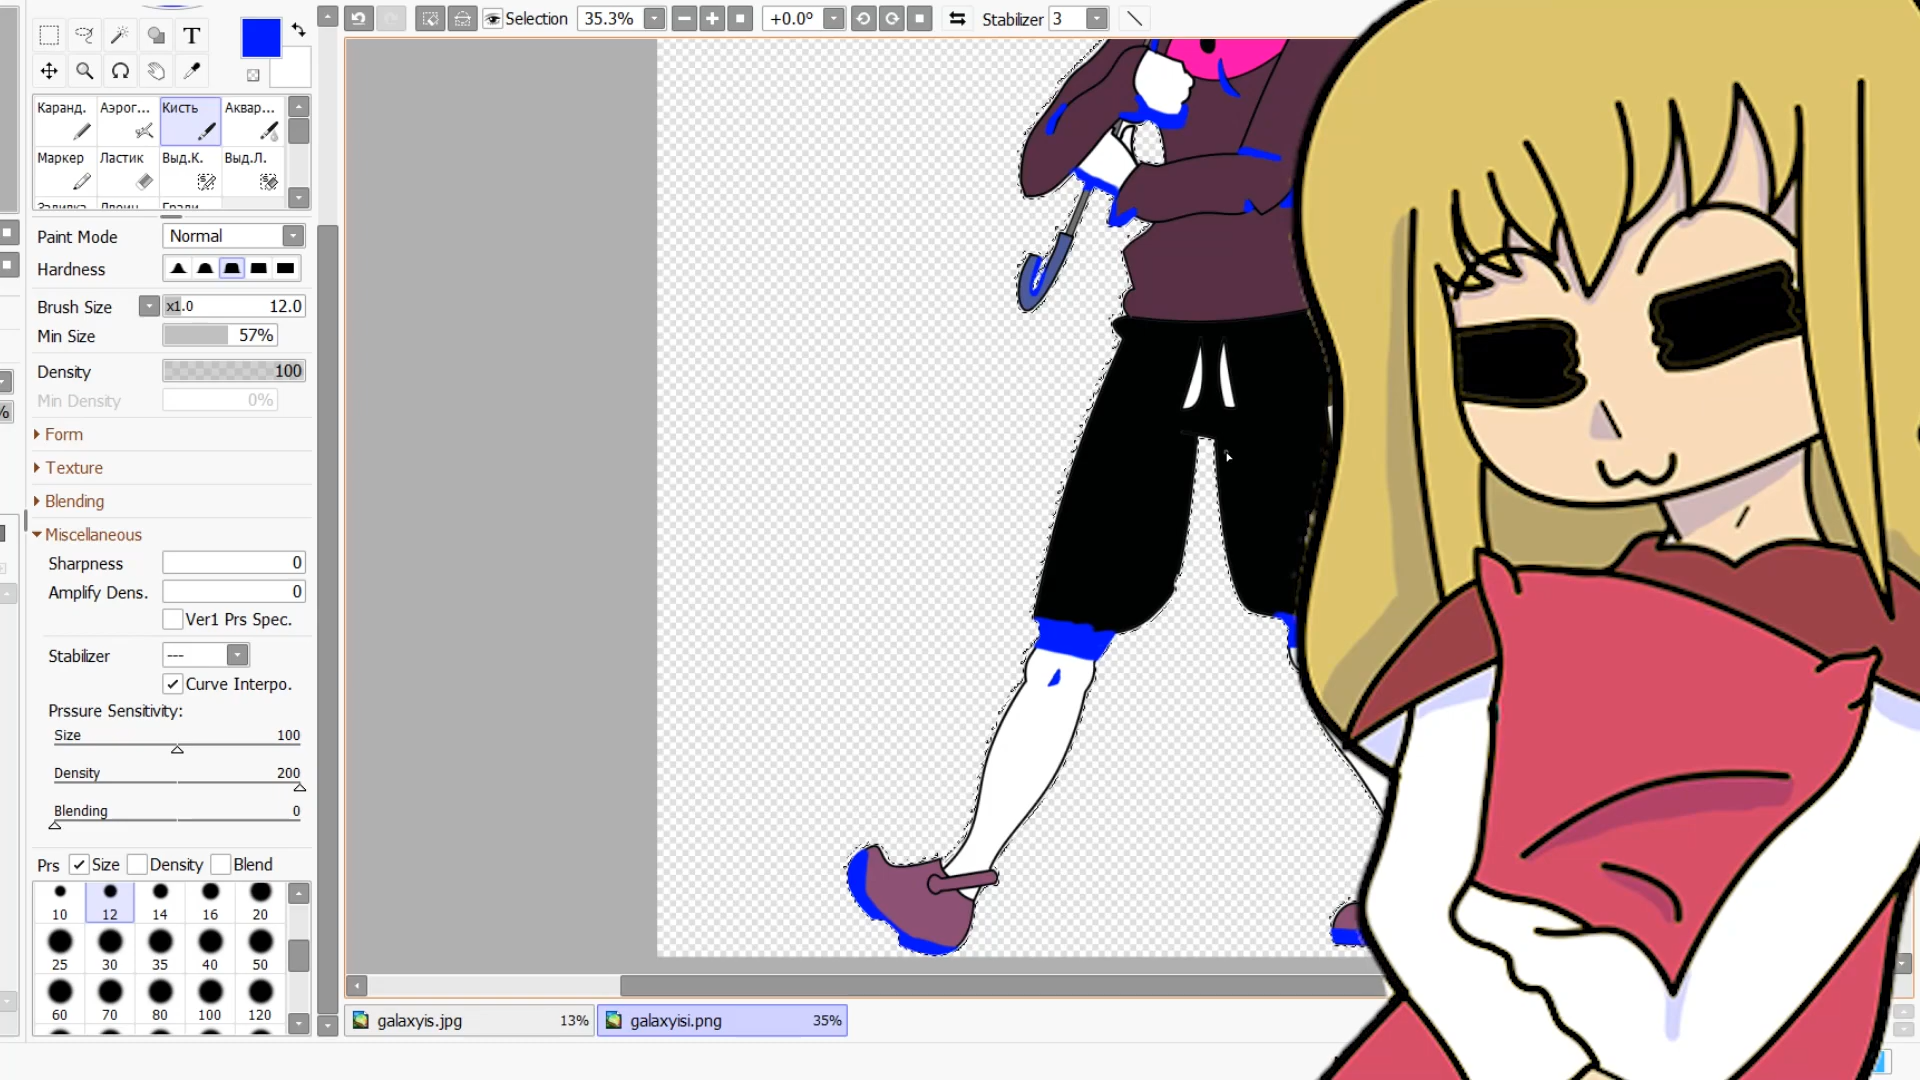 Selection 35.3% +0.0° Stabilizer 3
T
Каранд. Аэрог... Кисть Аквар...
Маркер Ластик Выд.К. Выд.Л.
Paint Mode Normal
Hardness
Brush Size x1.0 12.0
Min Size 57%
Density 100
Min Density 0%
Form
Texture
Blending
Miscellaneous
Sharpness 0
Amplify Dens. 0
Ver1 Prs Spec.
Stabilizer ---
Curve Interpo.
Prssure Sensitivity:
Size 100
Density 200
Blending 0
Prs Size Density Blend
10 12 14 16 20
25 30 35 40 50
60 70 80 100 120
%
galaxyis.jpg 13% galaxyisi.png 35%